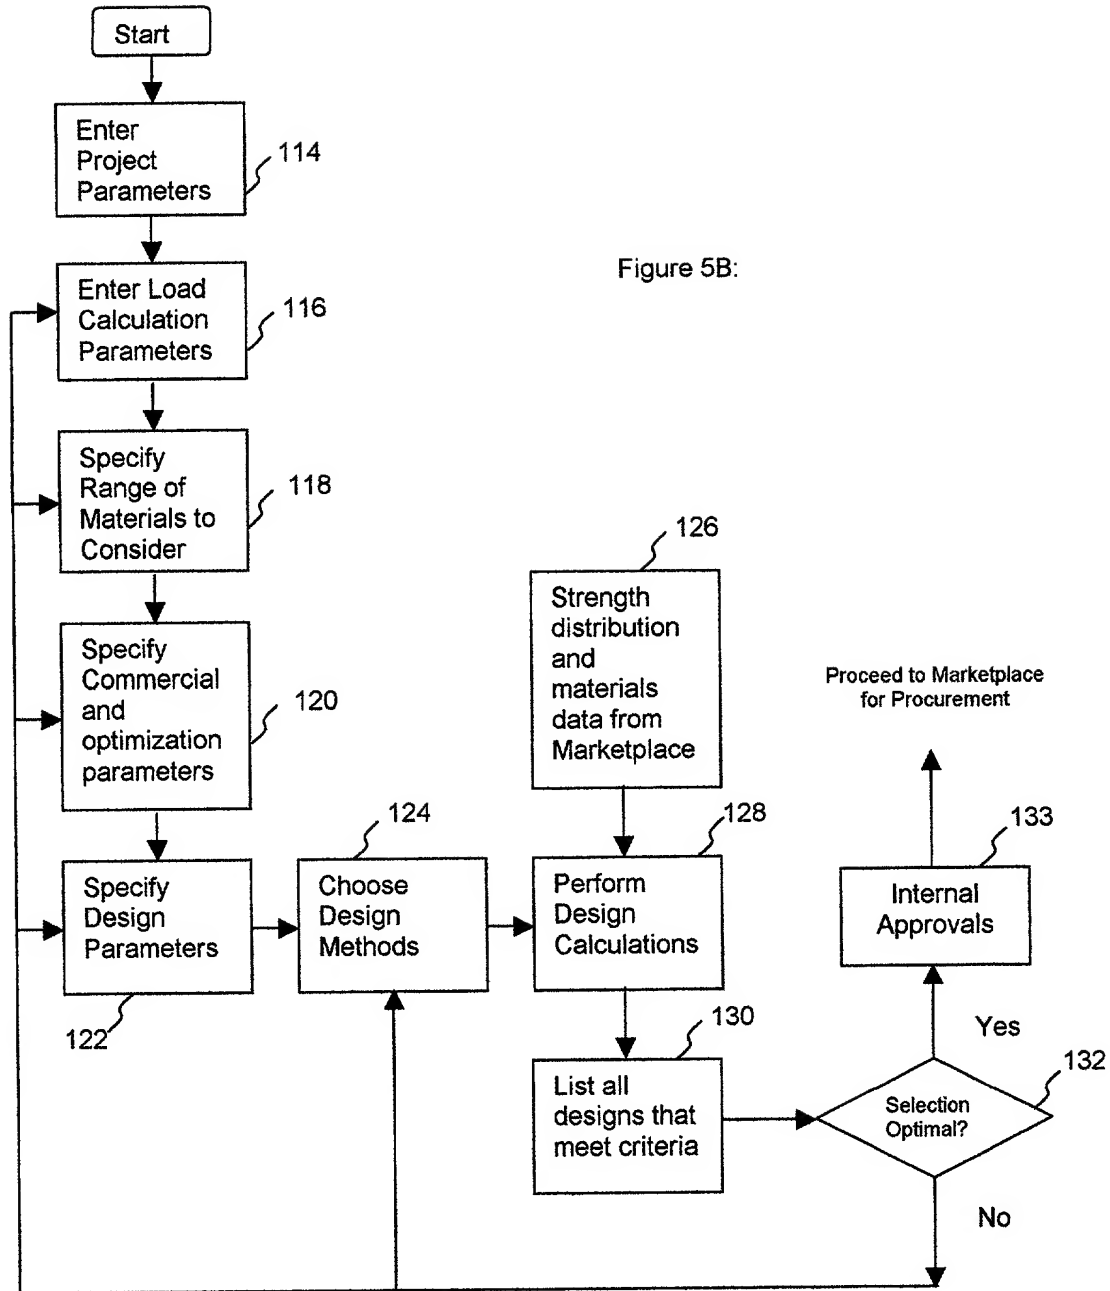 Start
Enter
Project
Parameters
114
Figure 5B:
Enter Load
Calculation
Parameters
116
Specify
Range of
Materials to
Consider
118
126
Strength
distribution
and
materials
data from
Marketplace
Specify
Commercial
and
optimization
parameters
120
Proceed to Marketplace
for Procurement
124
128
133
Specify
Design
Parameters
Choose
Design
Methods
Perform
Design
Calculations
Internal
Approvals
122
130
Yes
132
List all
designs that
meet criteria
Selection
Optimal?
No